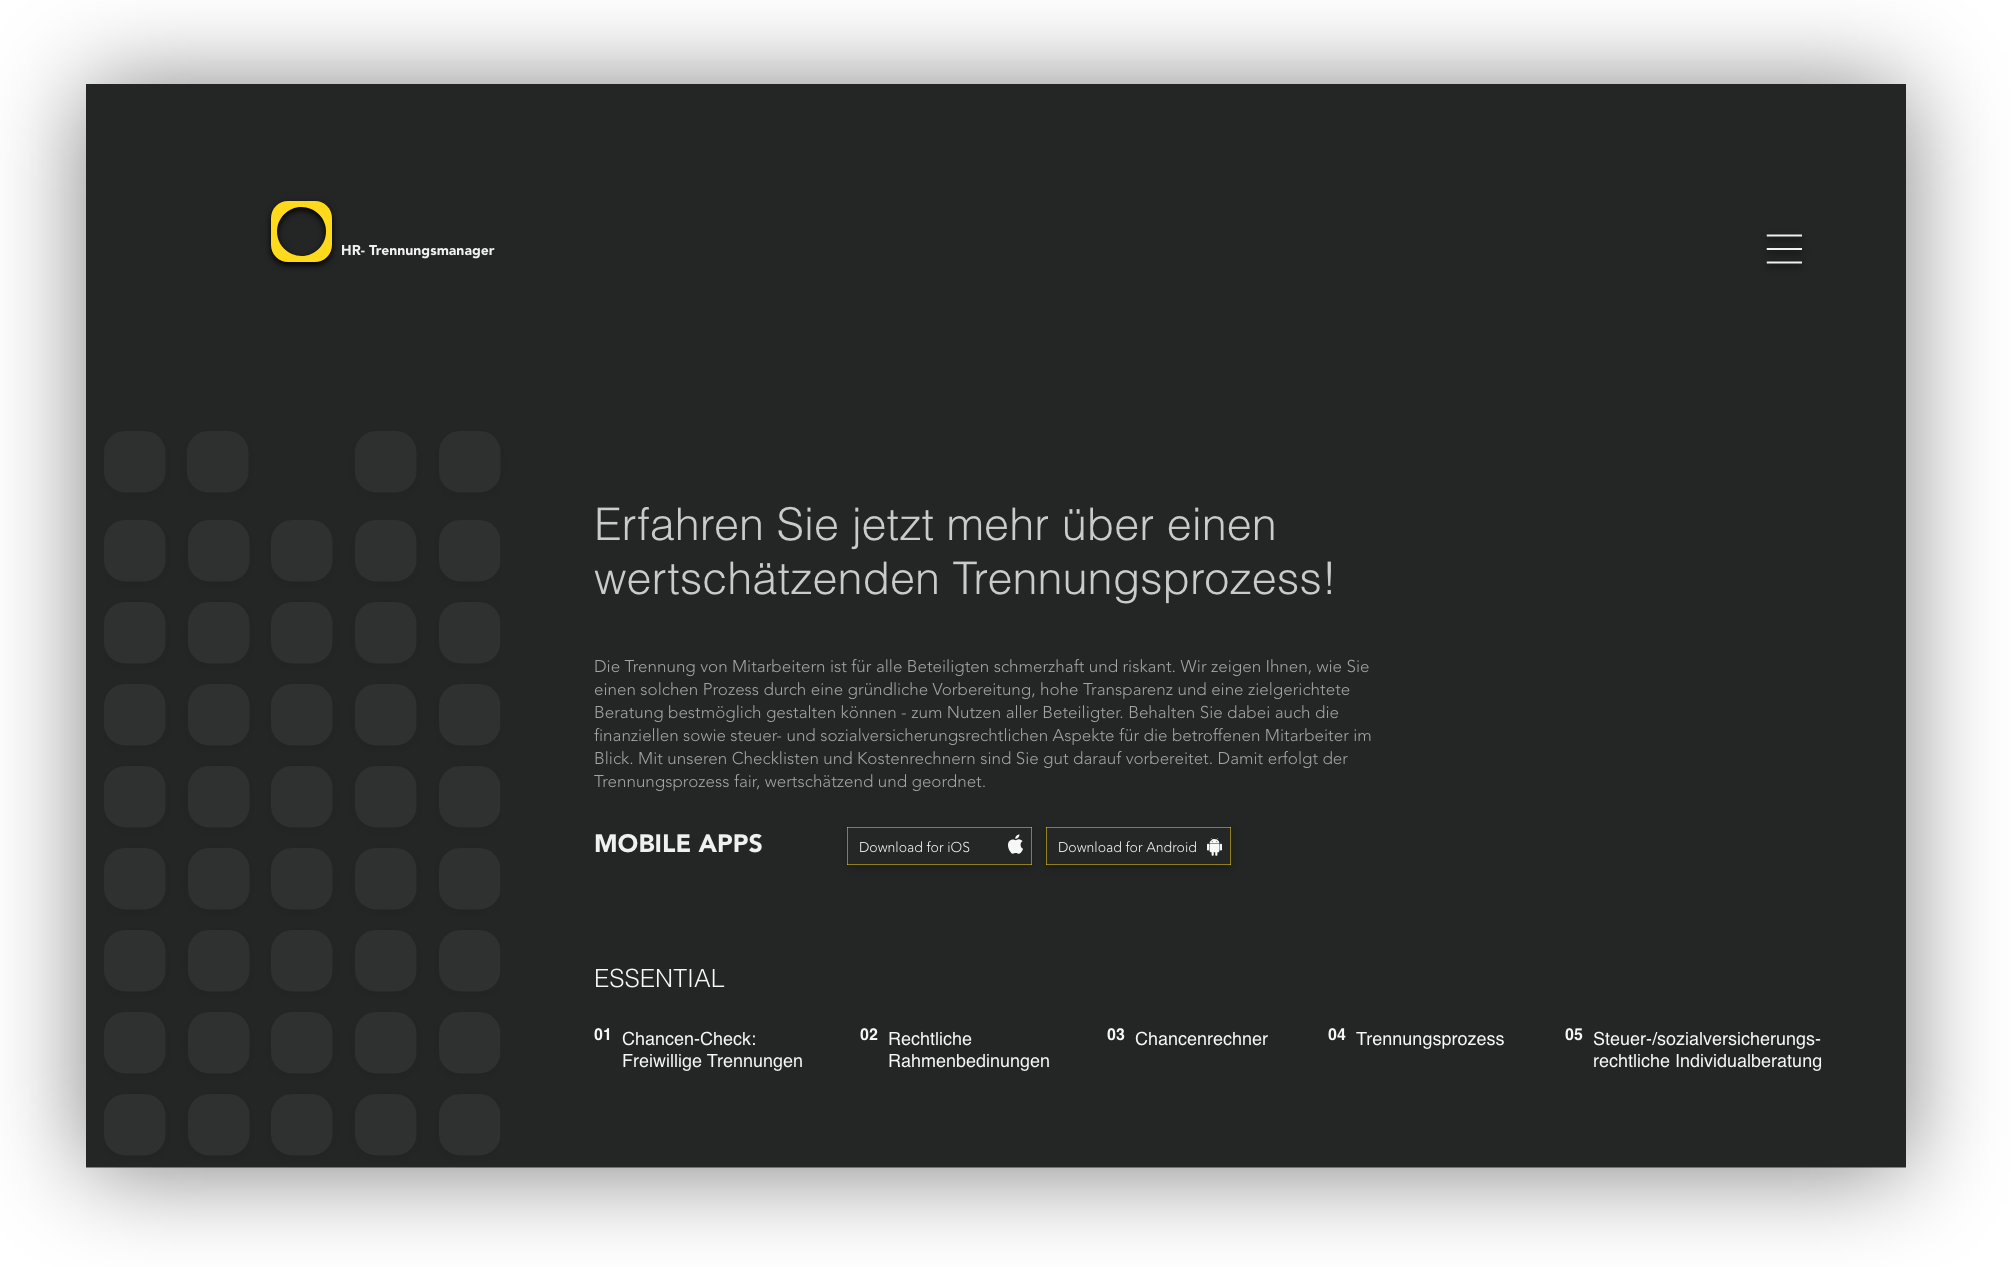 HR- Trennungsmanager
Erfahren Sie jetzt mehr über einen
wertschätzenden Trennungsprozess!
Die Trennung von Mitarbeitern ist für alle Beteiligten schmerzhaft und riskant. Wir zeigen Ihnen, wie Sie
einen solchen Prozess durch eine gründliche Vorbereitung, hohe Transparenz und eine zielgerichtete
Beratung bestmöglich gestalten können - zum Nutzen aller Beteiligter. Behalten Sie dabei auch die
finanziellen sowie steuer- und sozialversicherungsrechtlichen Aspekte für die betroffenen Mitarbeiter im
Blick. Mit unseren Checklisten und Kostenrechnern sind Sie gut darauf vorbereitet. Damit erfolgt der
Trennungsprozess fair, wertschätzend und geordnet.
MOBILE APPS
Download for iOS
Download for Android
ESSENTIAL
01 Chancen-Check:
Freiwillige Trennungen
02 Rechtliche
Rahmenbedinungen
03 Chancenrechner
04 Trennungsprozess
05 Steuer-/sozialversicherungs-
rechtliche Individualberatung